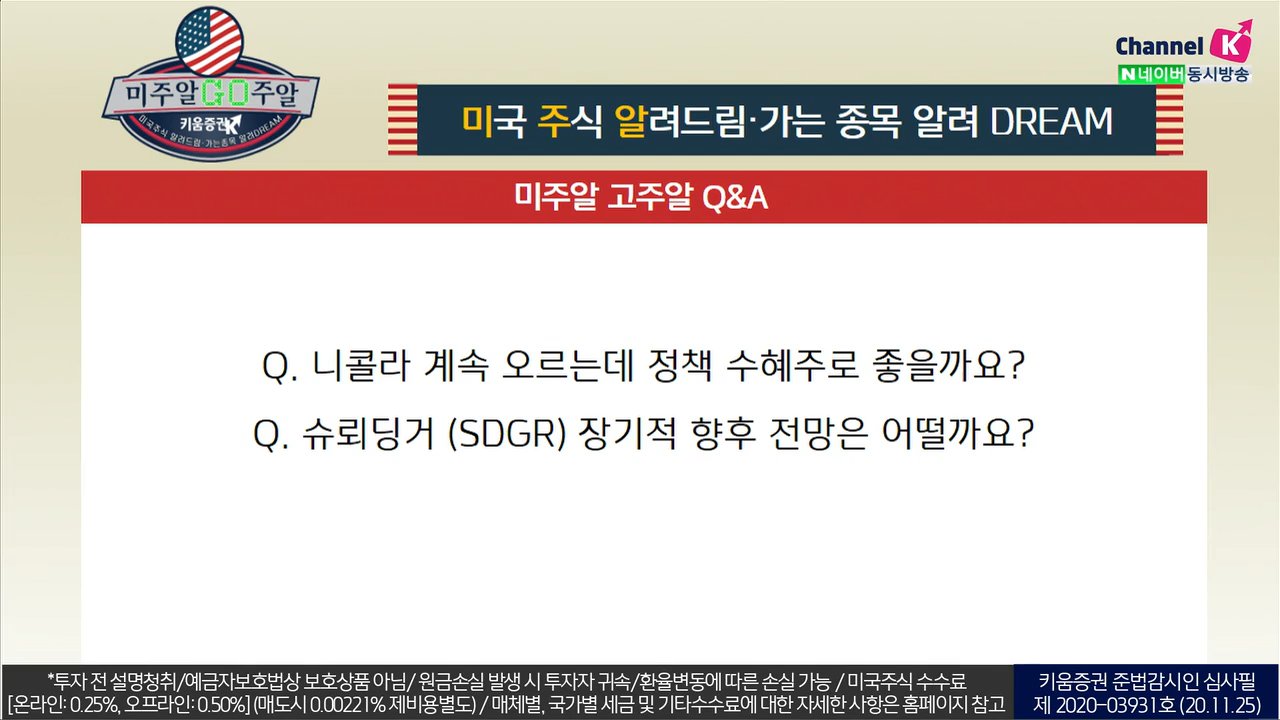 미주알GO주알
키움증권K
미국주식 알려드림·가는종목 알려DREAM
Channel K
N 네이버 동시방송
미국 주식 알려드림·가는 종목 알려 DREAM
미주알 고주알 Q&A
Q. 니콜라 계속 오르는데 정책 수혜주로 좋을까요?
Q. 슈뢰딩거 (SDGR) 장기적 향후 전망은 어떨까요?
*투자 전 설명청취/예금자보호법상 보호상품 아님/ 원금손실 발생 시 투자자 귀속/환율변동에 따른 손실 가능 / 미국주식 수수료
[온라인: 0.25%, 오프라인: 0.50%] (매도시 0.00221% 제비용별도) / 매체별, 국가별 세금 및 기타수수료에 대한 자세한 사항은 홈페이지 참고
키움증권 준법감시인 심사필
제 2020-03931호 (20.11.25)